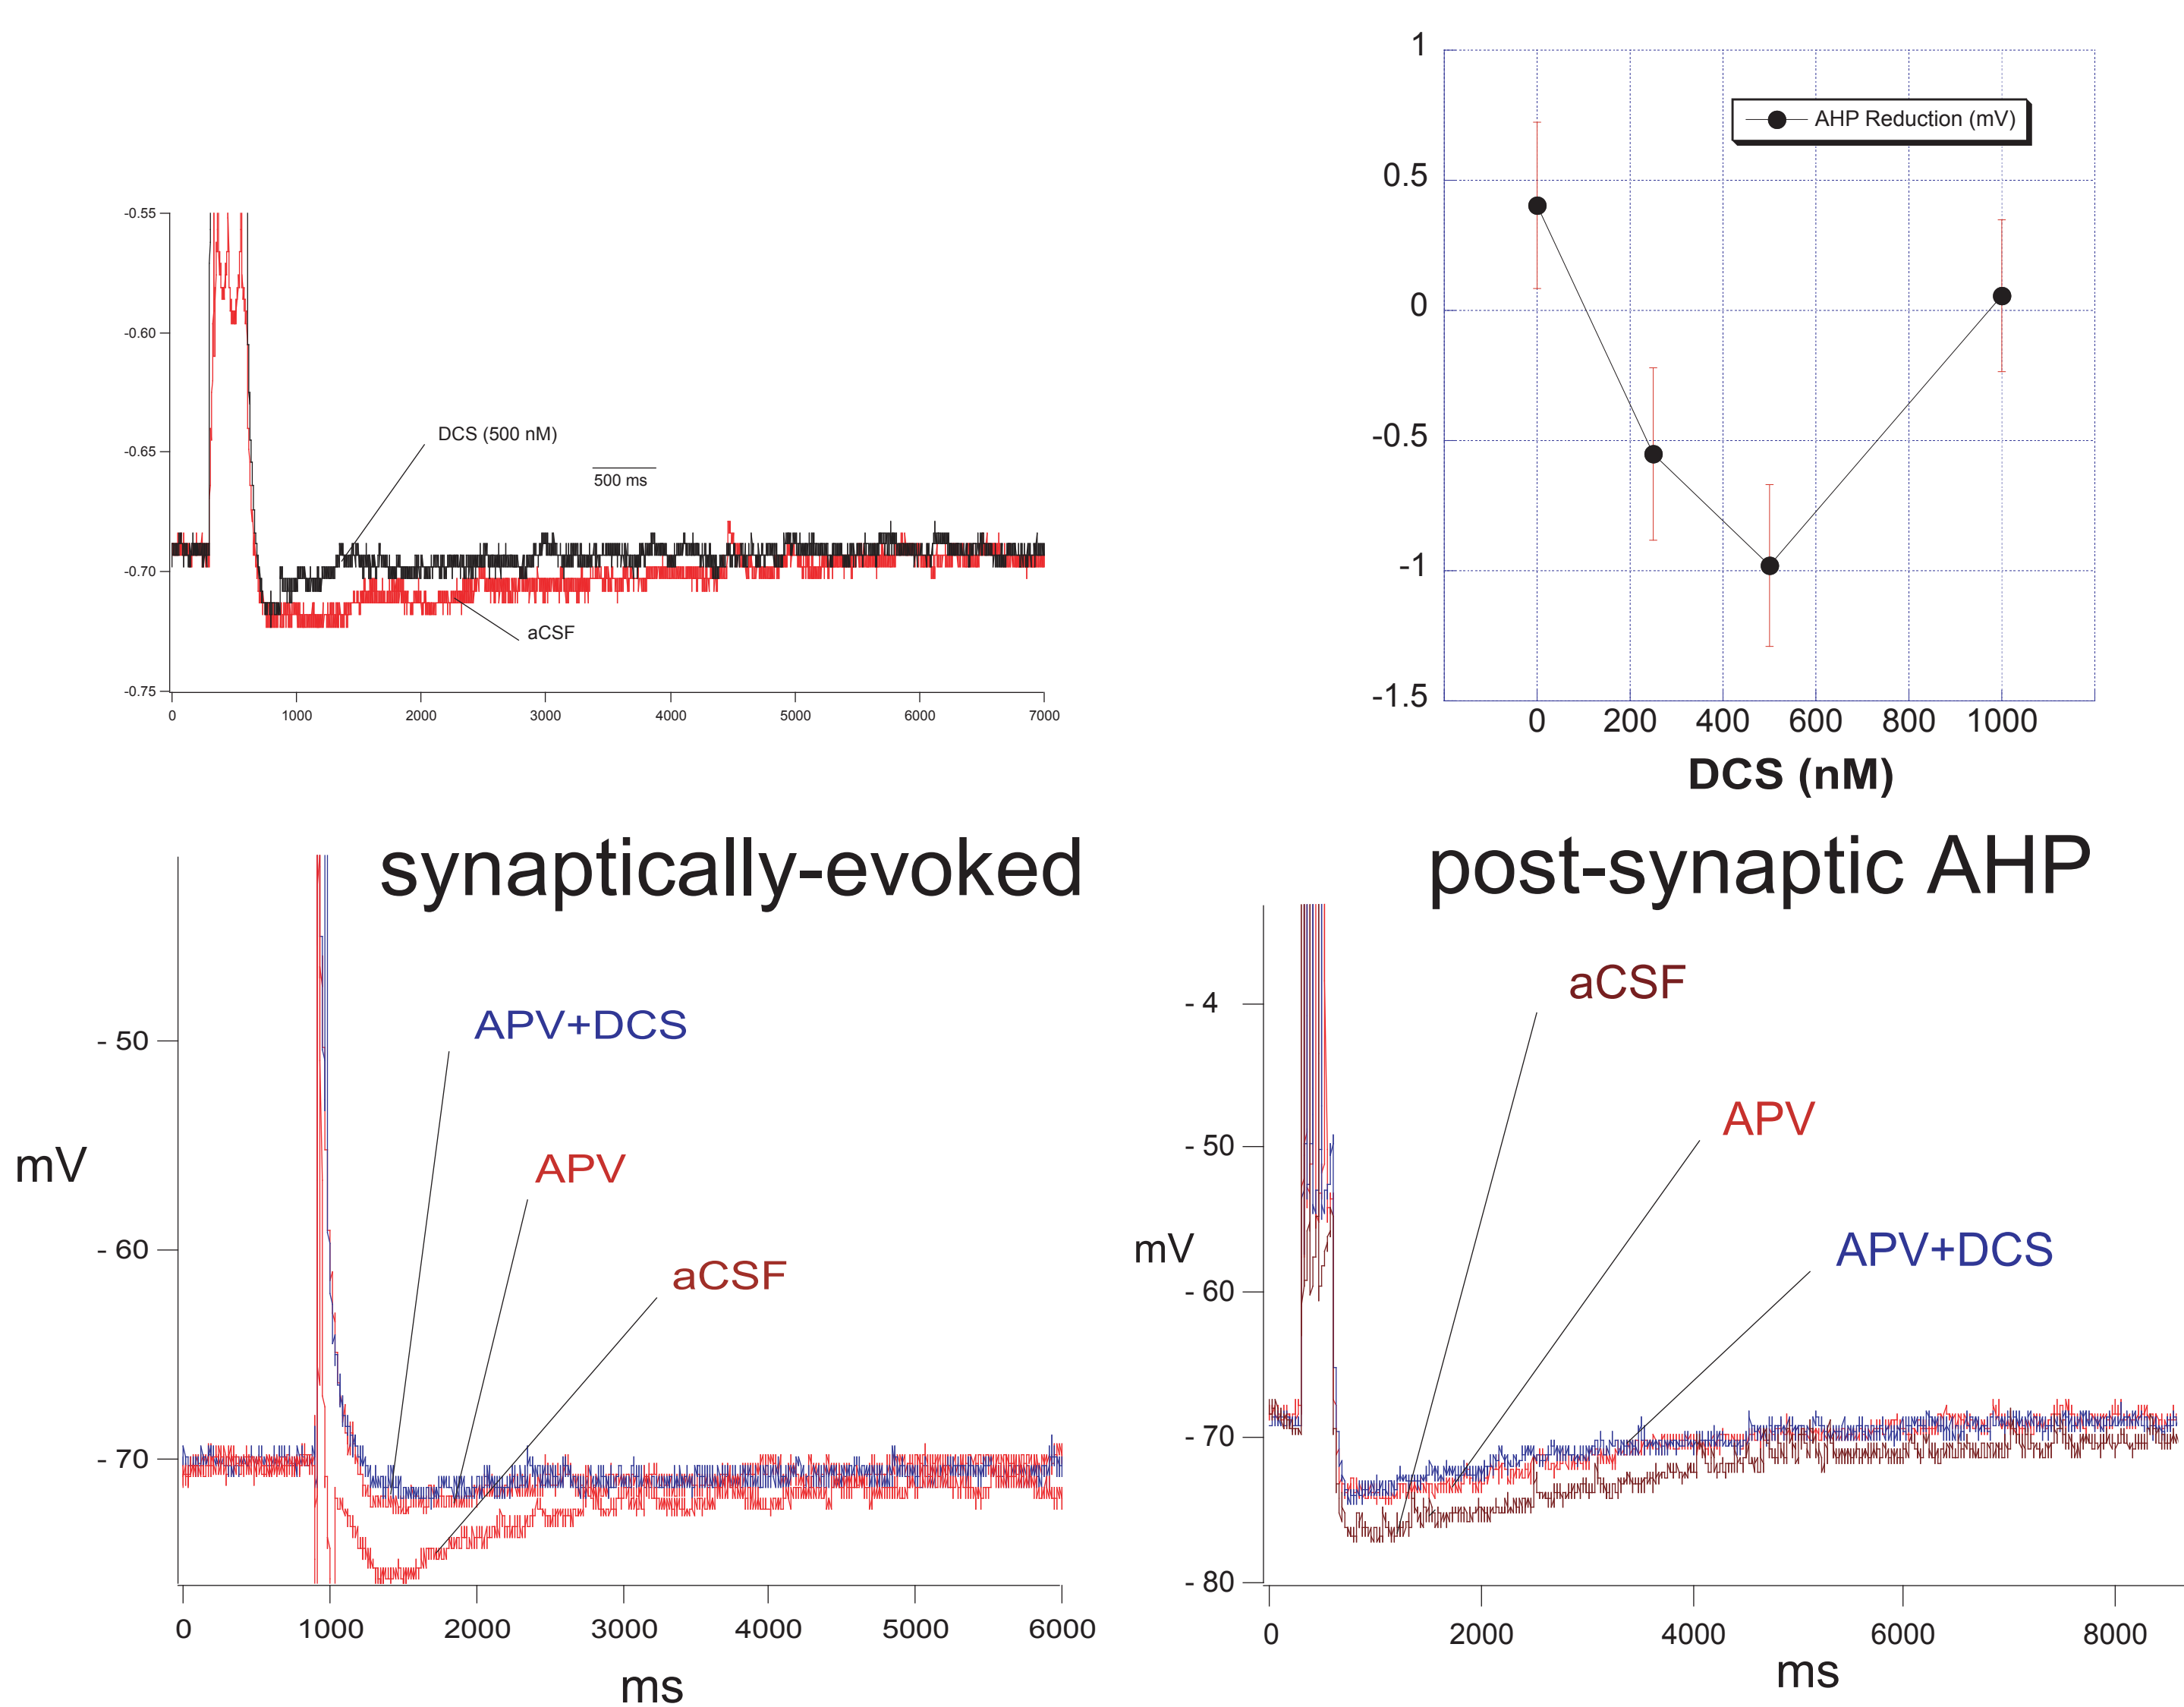 -0.55
-0.60
-0.65
-0.70
-0.75
DCS (500 nM)
500 ms
aCSF
0 1000 2000 3000 4000 5000 6000 7000
1
0.5
0
-0.5
-1
-1.5
AHP Reduction (mV)
0 200 400 600 800 1000
DCS (nM)
synaptically-evoked
- 50
- 60
- 70
mV
APV+DCS
APV
aCSF
0 1000 2000 3000 4000 5000 6000
ms
post-synaptic AHP
- 4
- 50
- 60
- 70
- 80
mV
aCSF
APV
APV+DCS
0 2000 4000 6000 8000
ms